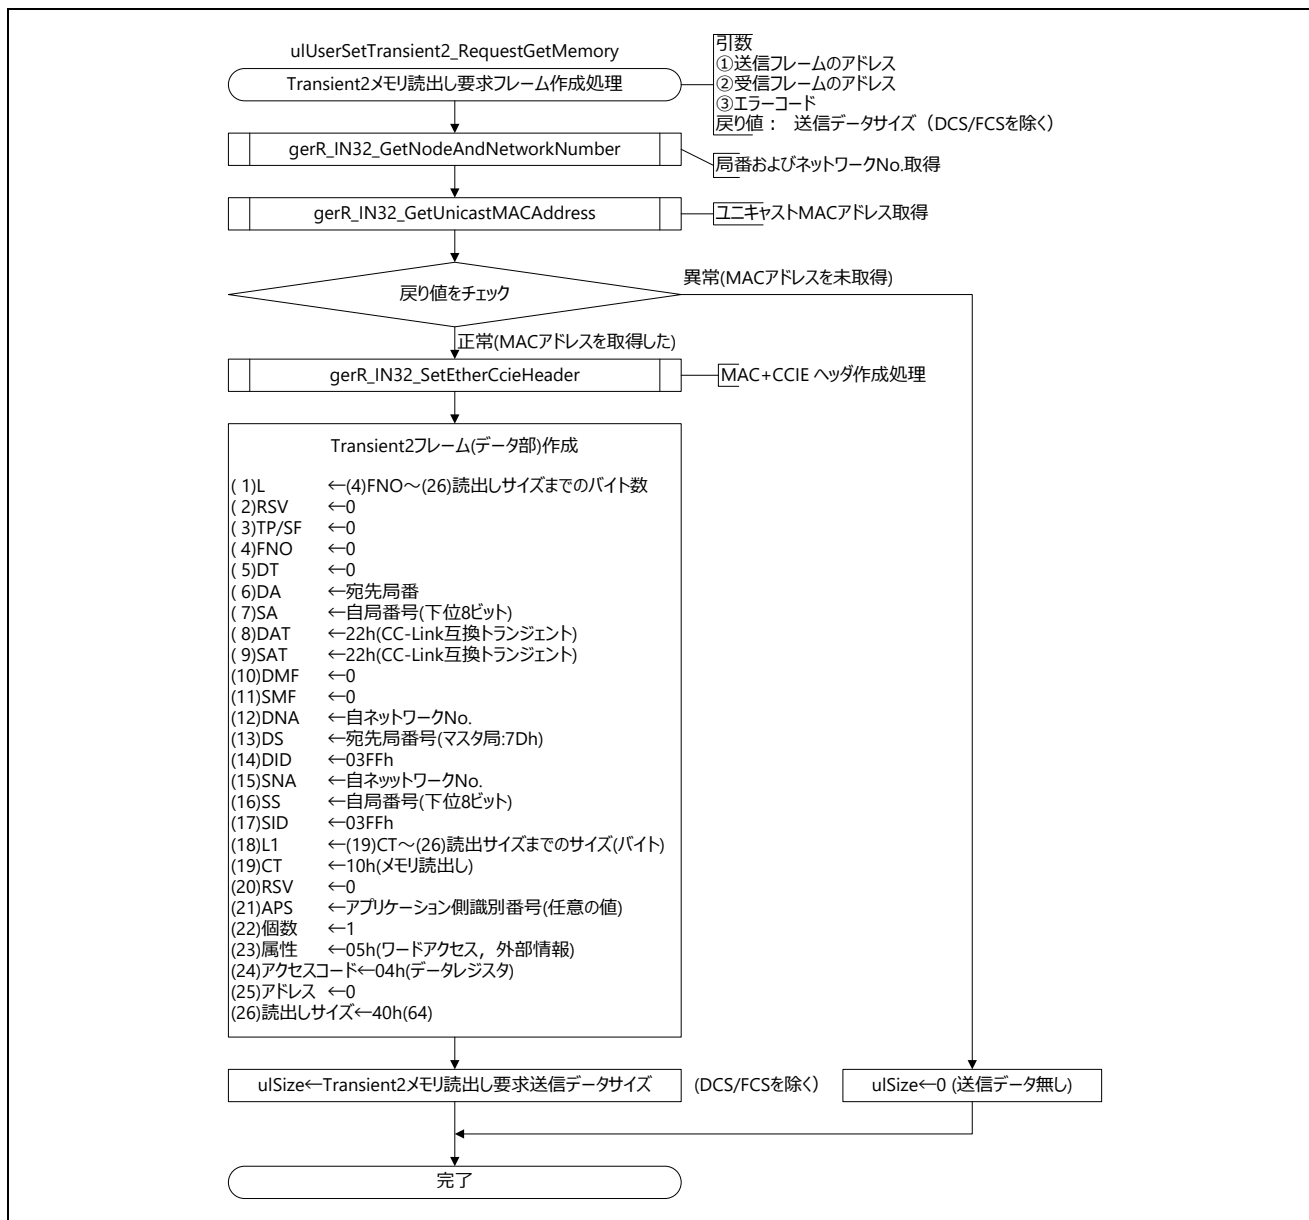 ulUserSetTransient2_RequestGetMemory
Transient2メモリ読出し要求フレーム作成処理
引数
①送信フレームのアドレス
②受信フレームのアドレス
③エラーコード
戻り値： 送信データサイズ（DCS/FCSを除く）
gerR_IN32_GetNodeAndNetworkNumber
局番およびネットワークNo.取得
gerR_IN32_GetUnicastMACAddress
ユニキャストMACアドレス取得
戻り値をチェック
異常(MACアドレスを未取得)
正常(MACアドレスを取得した)
gerR_IN32_SetEtherCcieHeader
MAC+CCIE ヘッダ作成処理
Transient2フレーム(データ部)作成
( 1)L ←(4)FNO～(26)読出しサイズまでのバイト数
( 2)RSV ←0
( 3)TP/SF ←0
( 4)FNO ←0
( 5)DT ←0
( 6)DA ←宛先局番
( 7)SA ←自局番号(下位8ビット)
( 8)DAT ←22h(CC-Link互換トランジェント)
( 9)SAT ←22h(CC-Link互換トランジェント)
(10)DMF ←0
(11)SMF ←0
(12)DNA ←自ネットワークNo.
(13)DS ←宛先局番号(マスタ局:7Dh)
(14)DID ←03FFh
(15)SNA ←自ネッットワークNo.
(16)SS ←自局番号(下位8ビット)
(17)SID ←03FFh
(18)L1 ←(19)CT～(26)読出サイズまでのサイズ(バイト)
(19)CT ←10h(メモリ読出し)
(20)RSV ←0
(21)APS ←アプリケーション側識別番号(任意の値)
(22)個数 ←1
(23)属性 ←05h(ワードアクセス，外部情報)
(24)アクセスコード←04h(データレジスタ)
(25)アドレス ←0
(26)読出しサイズ←40h(64)
ulSize←Transient2メモリ読出し要求送信データサイズ
(DCS/FCSを除く）
ulSize←0 (送信データ無し)
完了